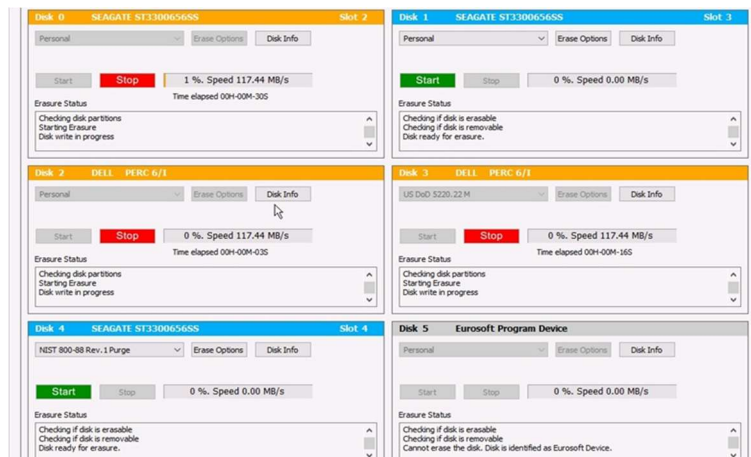 Disk 0 SEAGATE ST3300656SS Slot 2
Personal Erase Options Disk Info
Start Stop 1 %. Speed 117.44 MB/s
Time elapsed 00H-00M-30S
Erasure Status
Checking disk partitions
Starting Erasure
Disk write in progress
Disk 1 SEAGATE ST3300656SS Slot 3
Personal Erase Options Disk Info
Start Stop 0 %. Speed 0.00 MB/s
Erasure Status
Checking if disk is erasable
Checking if disk is removable
Disk ready for erasure.
Disk 2 DELL PERC 6/I
Personal Erase Options Disk Info
Start Stop 0 %. Speed 117.44 MB/s
Time elapsed 00H-00M-03S
Erasure Status
Checking disk partitions
Starting Erasure
Disk write in progress
Disk 3 DELL PERC 6/I
US DoD 5220.22 M Erase Options Disk Info
Start Stop 0 %. Speed 117.44 MB/s
Time elapsed 00H-00M-16S
Erasure Status
Checking disk partitions
Starting Erasure
Disk write in progress
Disk 4 SEAGATE ST3300656SS Slot 4
NIST 800-88 Rev.1 Purge Erase Options Disk Info
Start Stop 0 %. Speed 0.00 MB/s
Erasure Status
Checking if disk is erasable
Checking if disk is removable
Disk ready for erasure.
Disk 5 Eurosoft Program Device
Personal Erase Options Disk Info
Start Stop 0 %. Speed 0.00 MB/s
Erasure Status
Checking if disk is erasable
Checking if disk is removable
Cannot erase the disk. Disk is identified as Eurosoft Device.